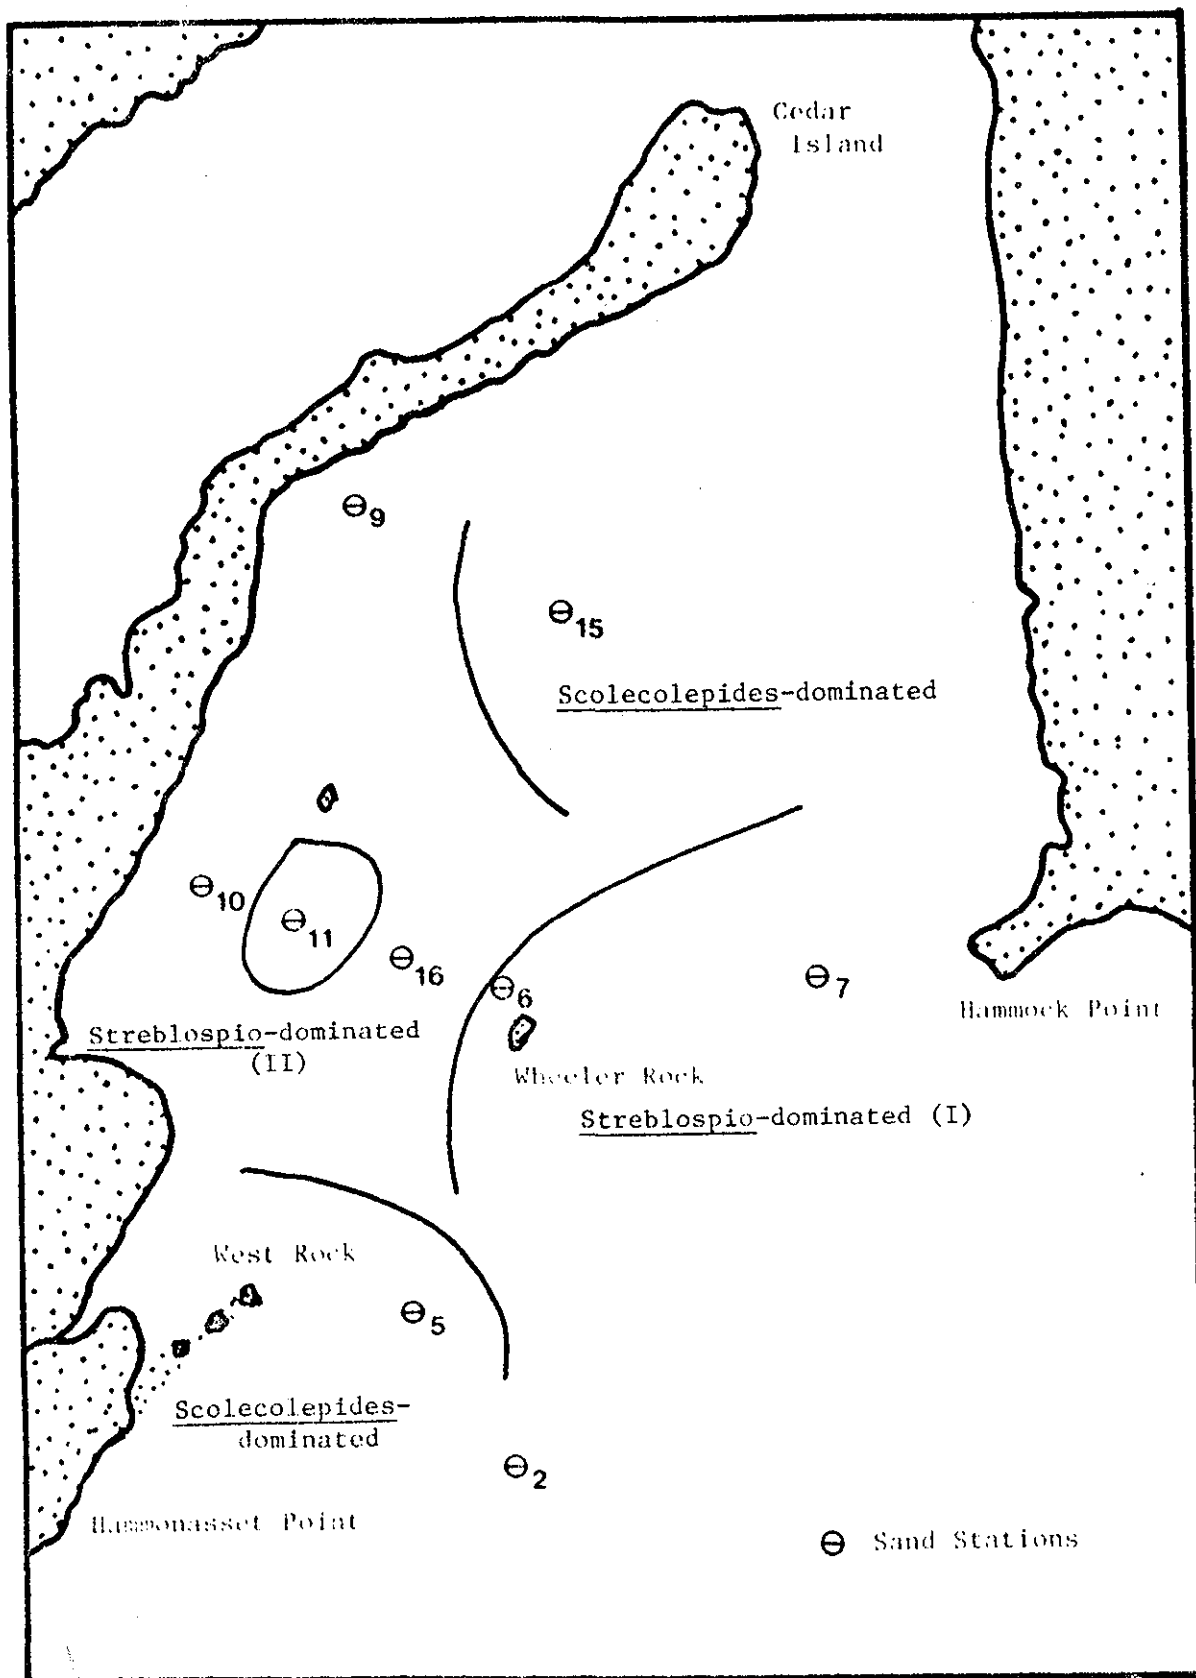 Cedar
Island
9
15
Scolecolepides-dominated
10
11
16
6
7
Hammock Point
Streblospio-dominated
(II)
Wheeler Rock
Streblospio-dominated (I)
West Rock
5
Scolecolepides-
dominated
2
Hammonasset Point
Sand Stations